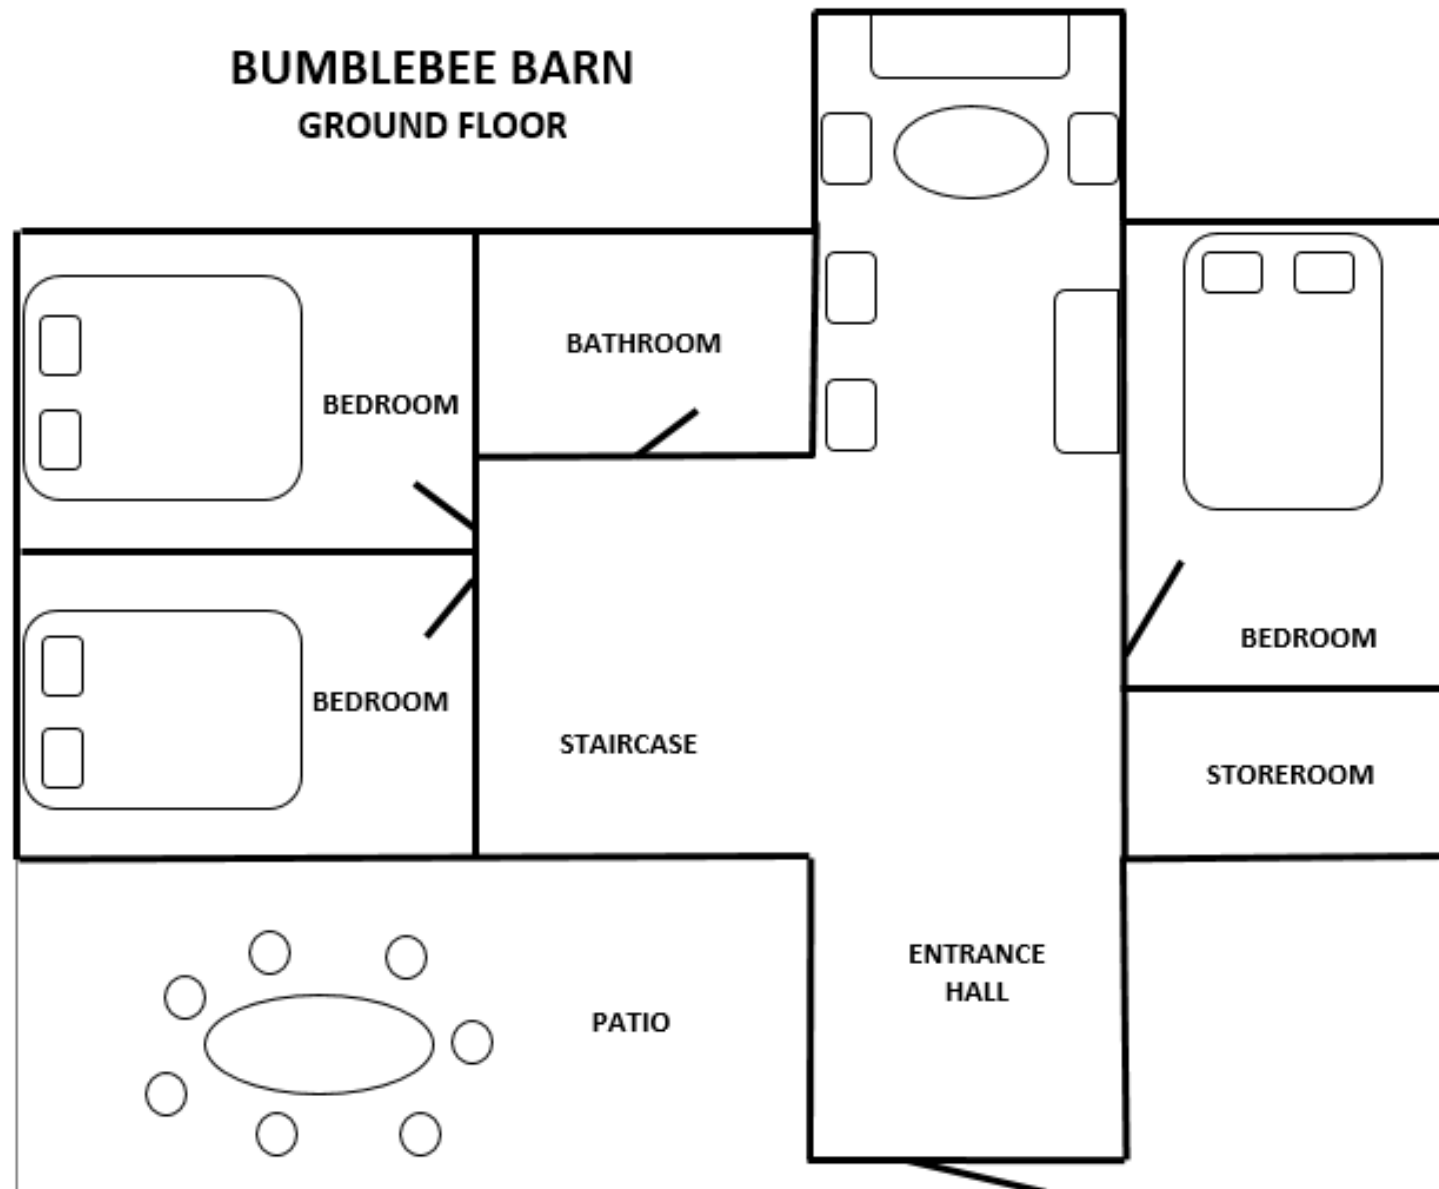 BUMBLEBEE BARN
GROUND FLOOR
BATHROOM
BEDROOM
BEDROOM
BEDROOM
STAIRCASE
STOREROOM
ENTRANCE
HALL
PATIO